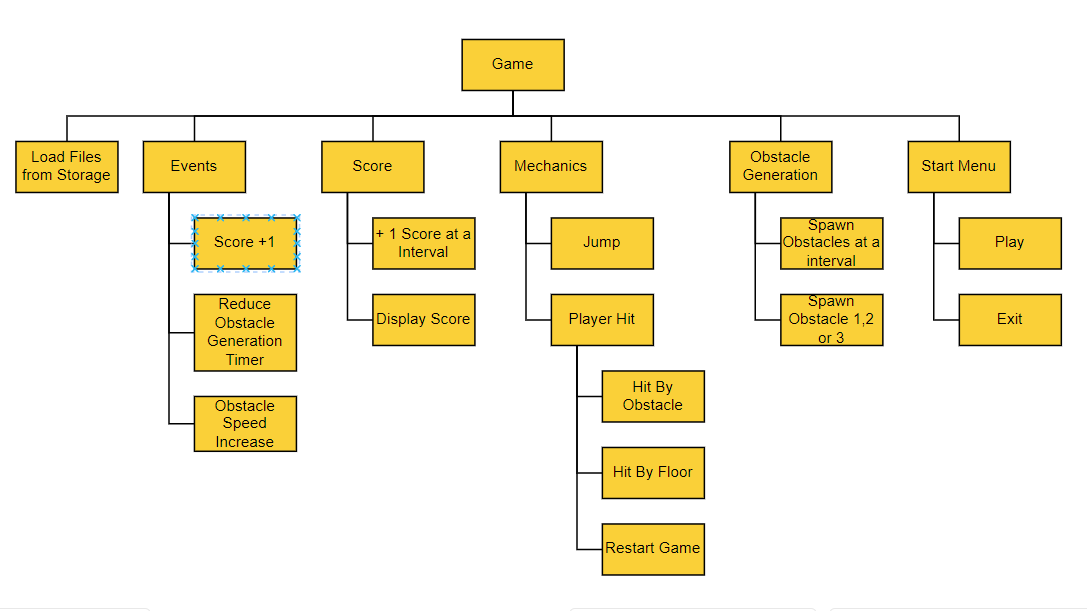 Game
Load Files
from Storage
Events
Score
Mechanics
Obstacle
Generation
Start Menu
Score +1
+ 1 Score at a
Interval
Jump
Spawn
Obstacles at a
interval
Play
Reduce
Obstacle
Generation
Timer
Display Score
Player Hit
Spawn
Obstacle 1,2
or 3
Exit
Hit By
Obstacle
Obstacle
Speed
Increase
Hit By Floor
Restart Game